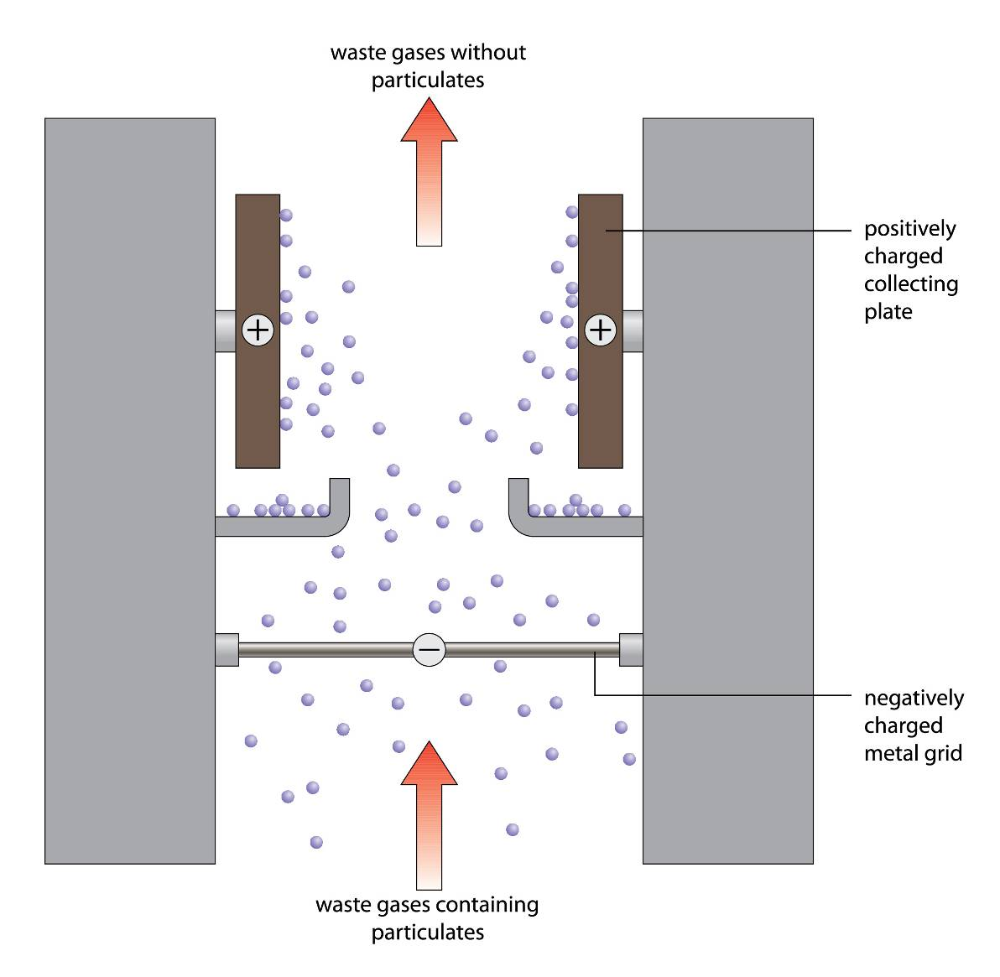 waste gases without
particulates
positively
charged
collecting
plate
+
+
−
negatively
charged
metal grid
waste gases containing
particulates